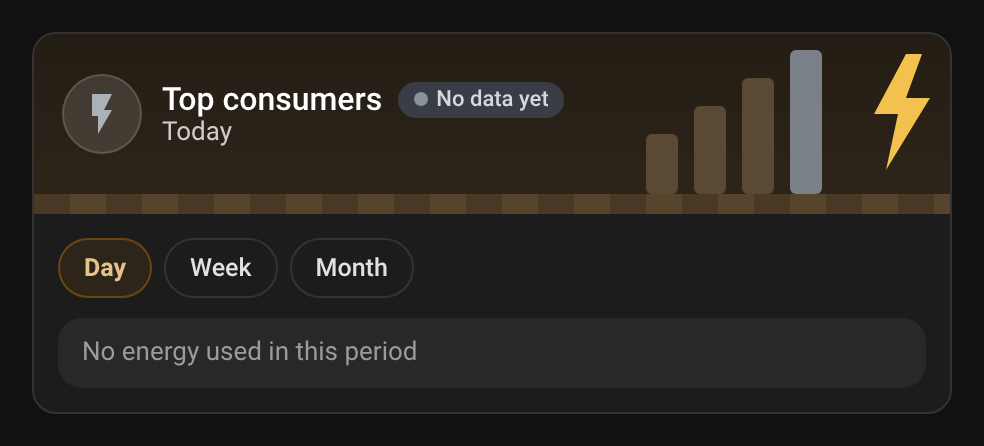 Top consumers
No data yet
Today
Day
Week
Month
No energy used in this period